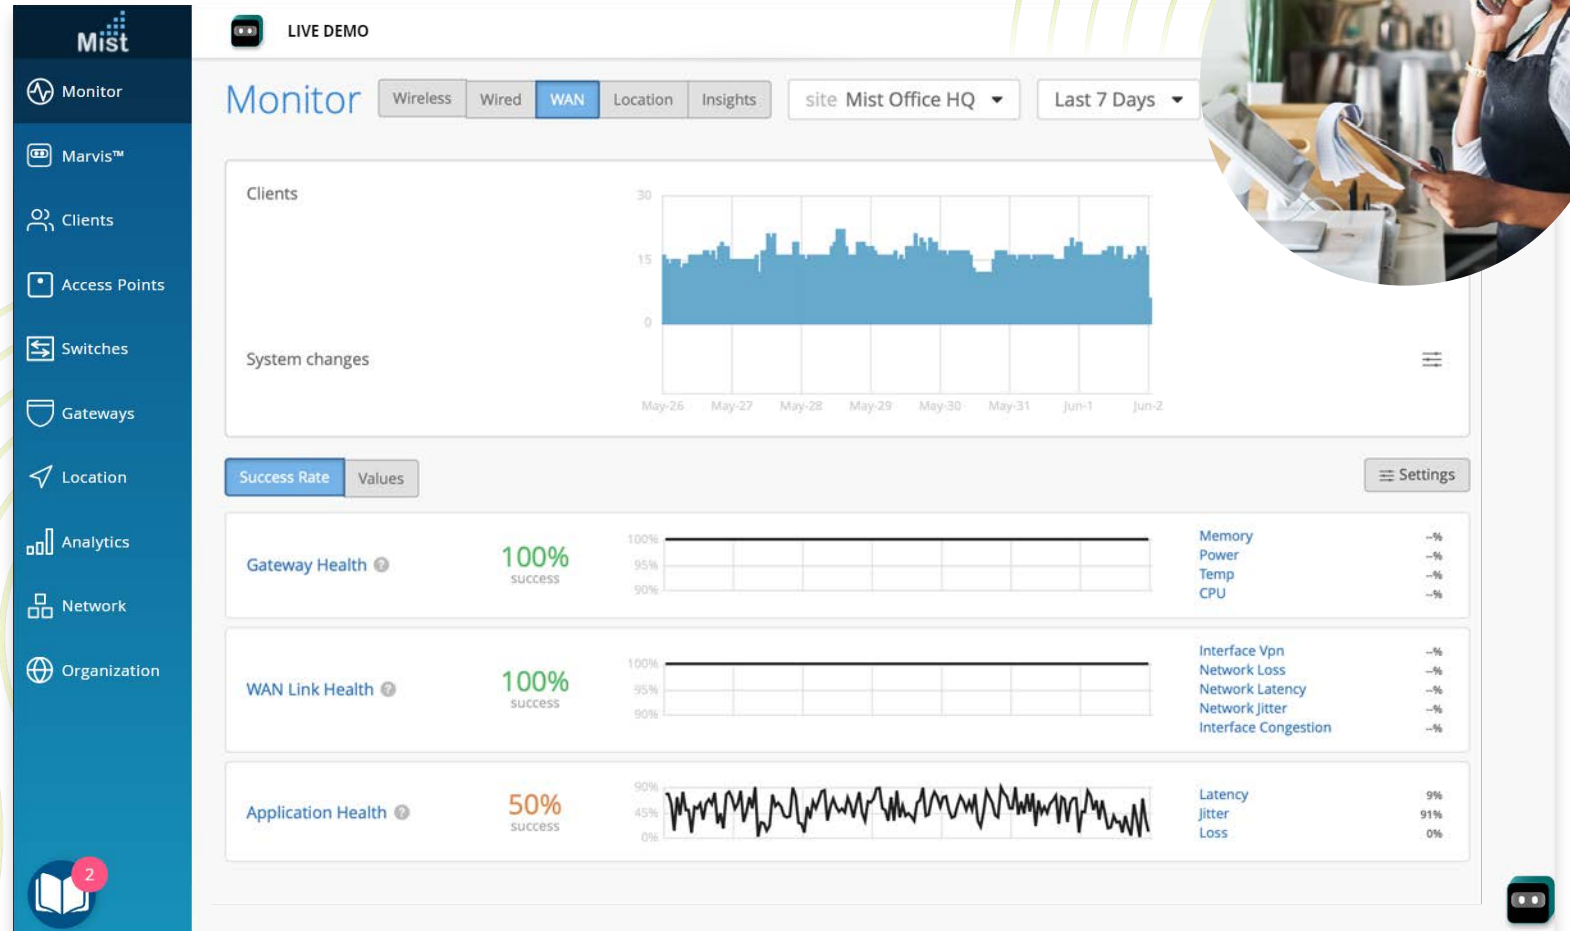 Mist
LIVE DEMO
Monitor
Marvis™
Clients
Access Points
Switches
Gateways
Location
Analytics
Network
Organization
2
Monitor
Wireless
Wired
WAN
Location
Insights
site Mist Office HQ
Last 7 Days
Clients
30
15
0
System changes
May-26 May-27 May-28 May-29 May-30 May-31 Jun-1 Jun-2
Success Rate
Values
Settings
Gateway Health
100%
success
100%
95%
90%
Memory --%
Power --%
Temp --%
CPU --%
WAN Link Health
100%
success
100%
95%
90%
Interface Vpn --%
Network Loss --%
Network Latency --%
Network Jitter --%
Interface Congestion --%
Application Health
50%
success
90%
45%
0%
Latency 9%
Jitter 91%
Loss 0%